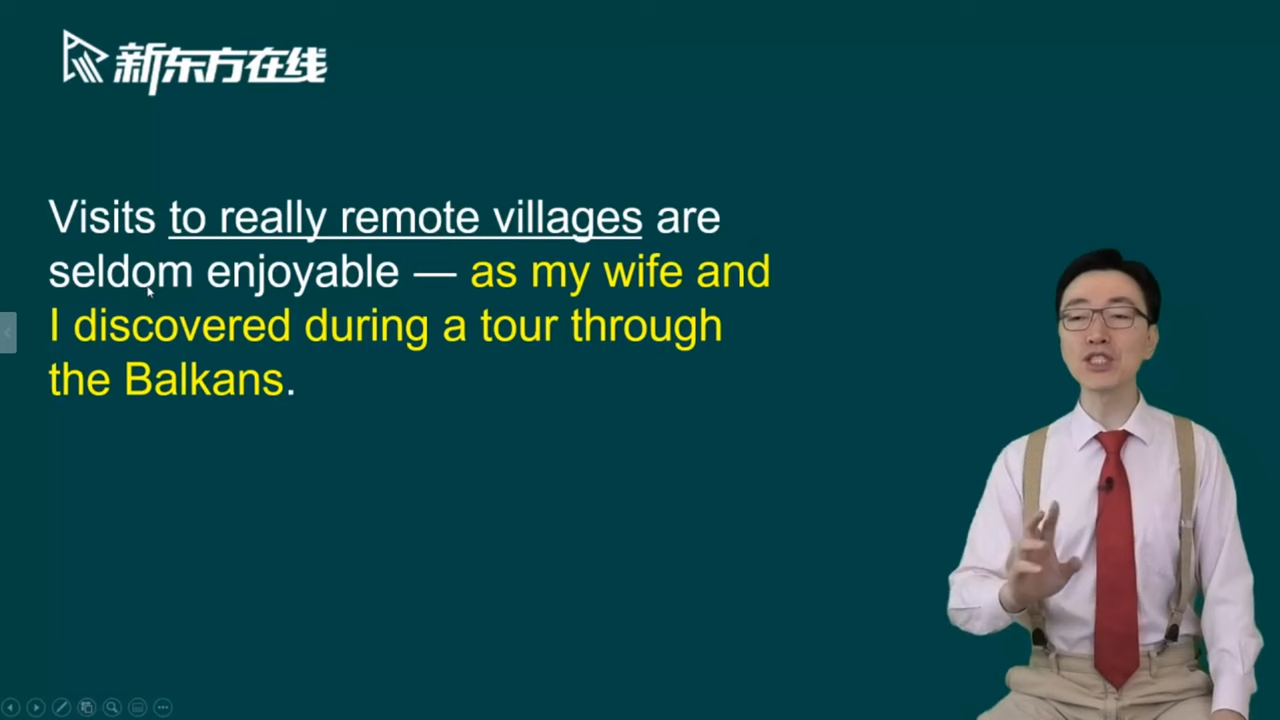 新东方在线
Visits to really remote villages are
seldom enjoyable — as my wife and
I discovered during a tour through
the Balkans.